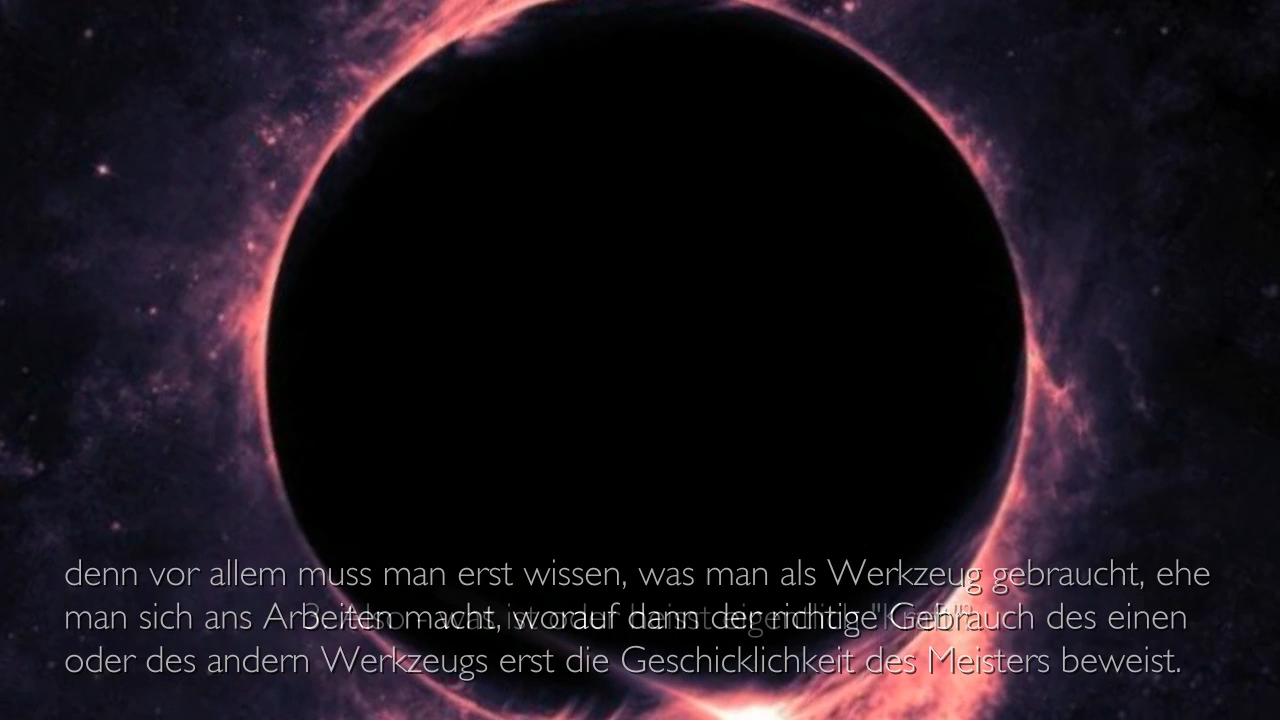 denn vor allem muss man erst wissen, was man als Werkzeug gebraucht, ehe
man sich ans Arbeiten macht, worauf dann der richtige Gebrauch des einen
oder des andern Werkzeugs erst die Geschicklichkeit des Meisters beweist.